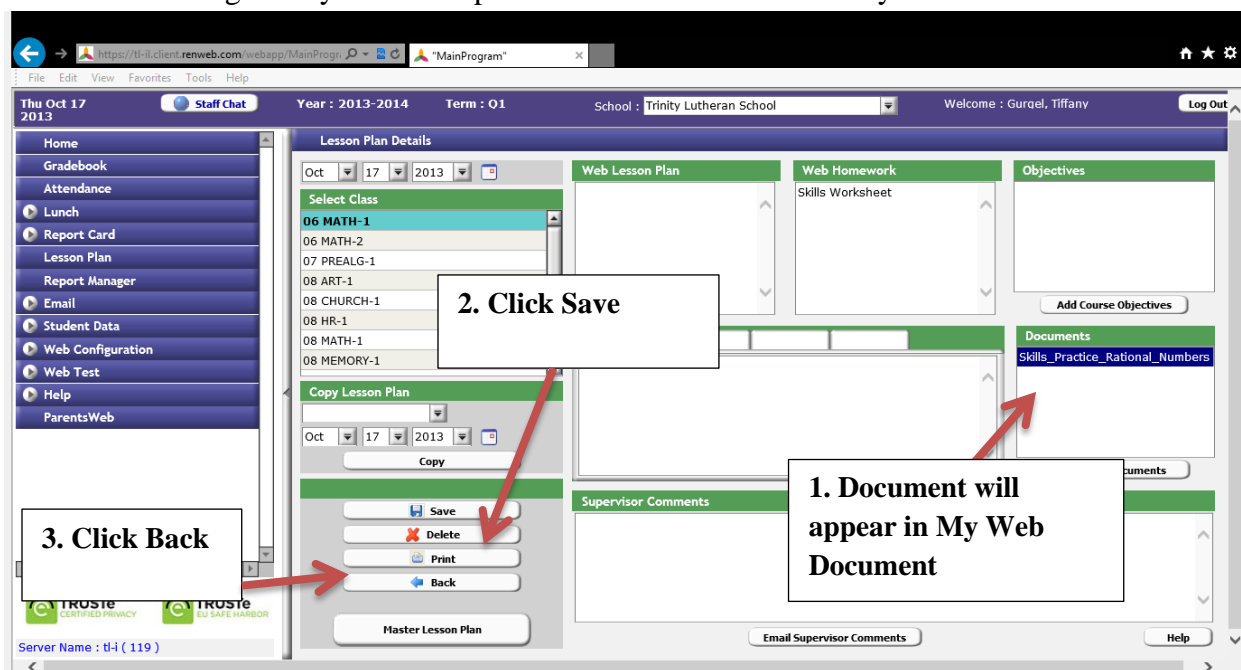 https://tl-il.client.renweb.com/webapp/MainProgr "MainProgram"
File Edit View Favorites Tools Help
Thu Oct 17 2013
Staff Chat
Year : 2013-2014 Term : Q1
School : Trinity Lutheran School
Welcome : Gurgel, Tiffany
Log Out
Home
Gradebook
Attendance
Lunch
Report Card
Lesson Plan
Report Manager
Email
Student Data
Web Configuration
Web Test
Help
ParentsWeb
Lesson Plan Details
Oct 17 2013
Select Class
06 MATH-1
06 MATH-2
07 PREALG-1
08 ART-1
08 CHURCH-1
08 HR-1
08 MATH-1
08 MEMORY-1
Copy Lesson Plan
Oct 17 2013
Copy
Save
Delete
Print
Back
Master Lesson Plan
Web Lesson Plan
Web Homework
Skills Worksheet
Objectives
Add Course Objectives
Documents
Skills_Practice_Rational_Numbers
cuments
Supervisor Comments
Email Supervisor Comments
Help
2. Click Save
1. Document will
appear in My Web
Document
3. Click Back
TRUSTe
CERTIFIED PRIVACY
TRUSTe
EU SAFE HARBOR
Server Name : tl-i ( 119 )